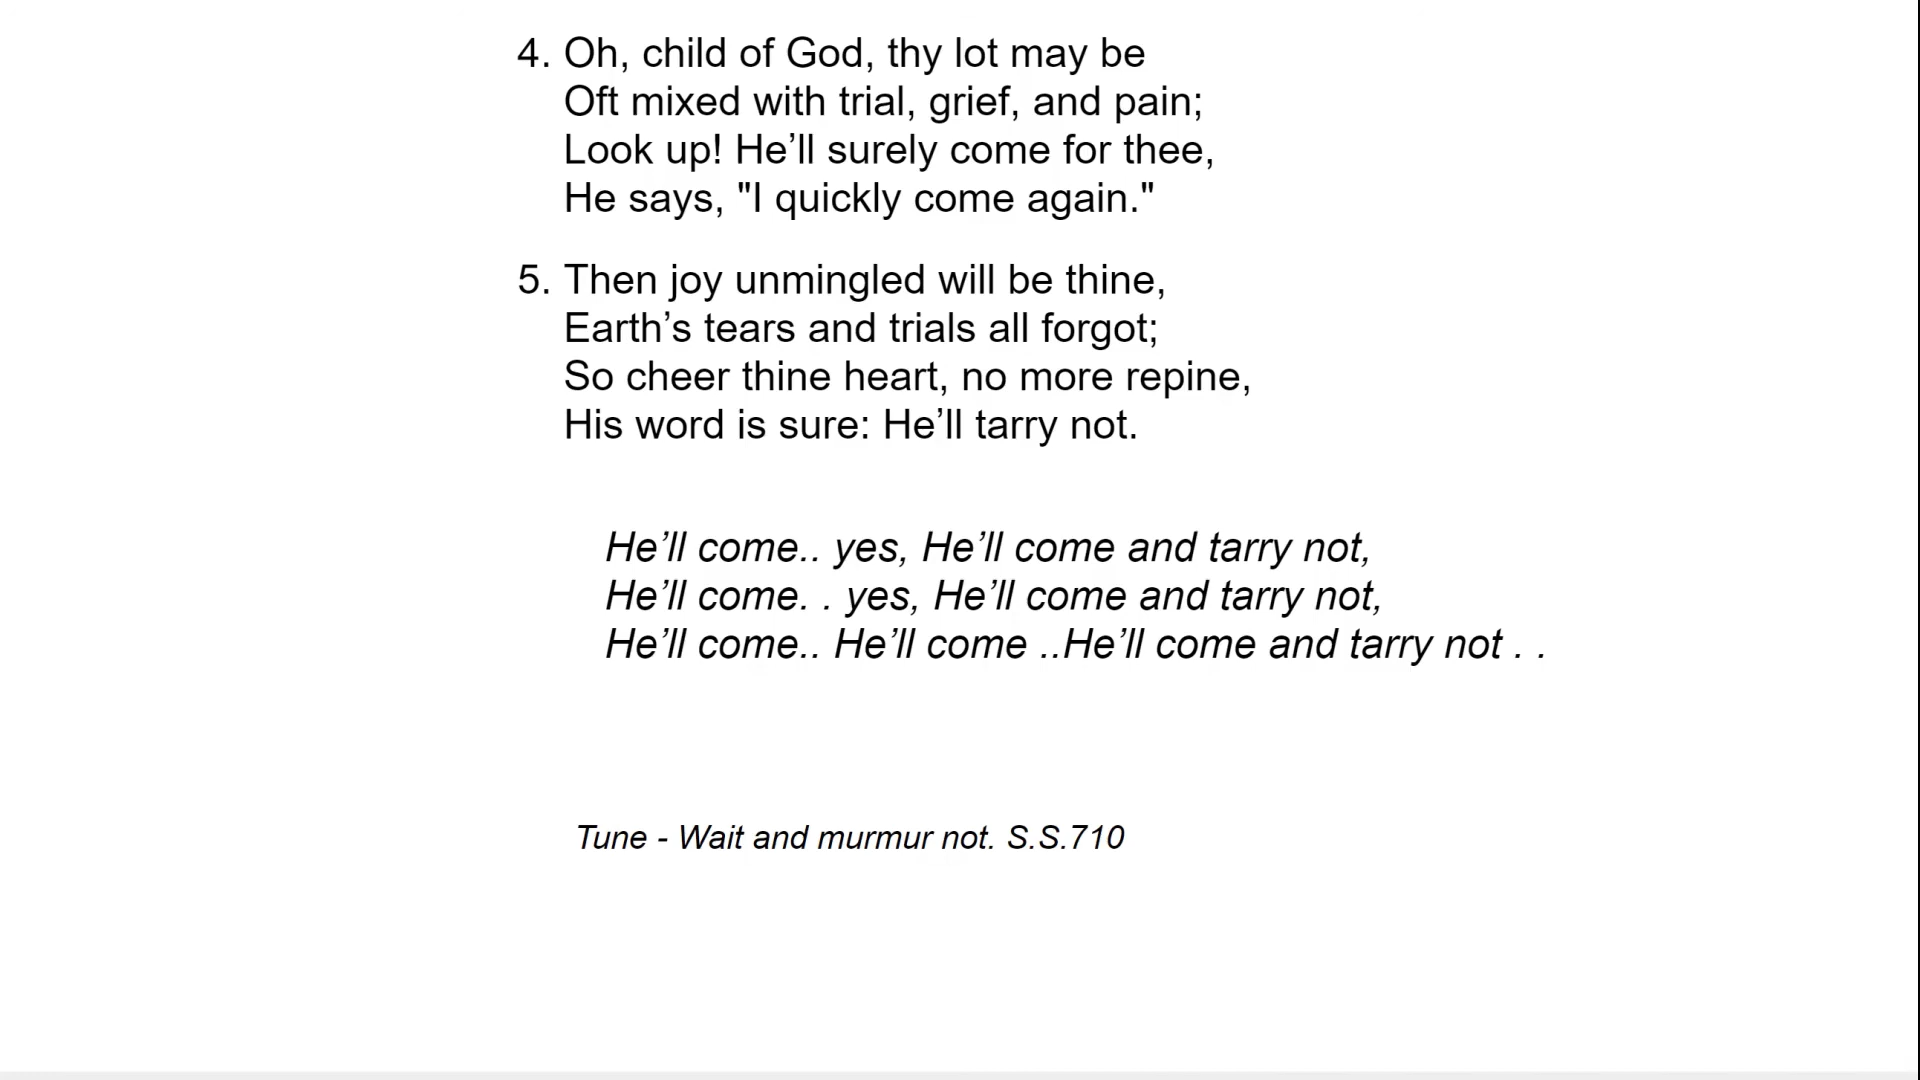 4. Oh, child of God, thy lot may be
Oft mixed with trial, grief, and pain;
Look up! He’ll surely come for thee,
He says, "I quickly come again."
5. Then joy unmingled will be thine,
Earth’s tears and trials all forgot;
So cheer thine heart, no more repine,
His word is sure: He’ll tarry not.
He’ll come.. yes, He’ll come and tarry not,
He’ll come. . yes, He’ll come and tarry not,
He’ll come.. He’ll come ..He’ll come and tarry not . .
Tune - Wait and murmur not. S.S.710